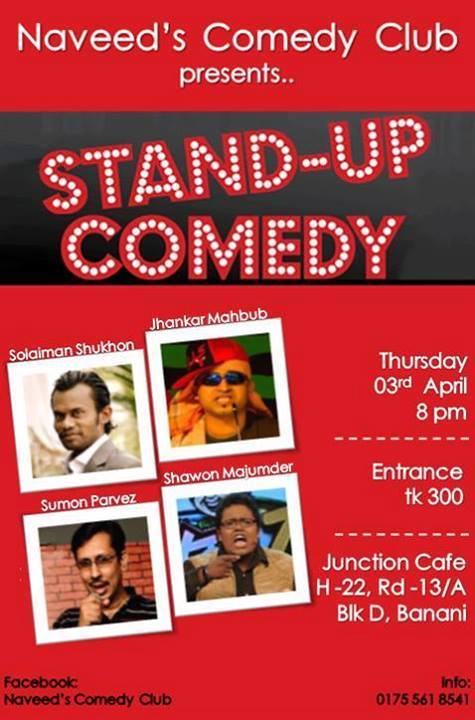 Naveed's Comedy Club
presents..
STAND-UP
COMEDY
Jhankar Mahbub
Solaiman Shukhon
Shawon Majumder
Sumon Parvez
Thursday
03rd April
8 pm
Entrance
tk 300
Junction Cafe
H-22, Rd -13/A
Blk D, Banani
Facebook:
Naveed's Comedy Club
Info:
0175 561 8541